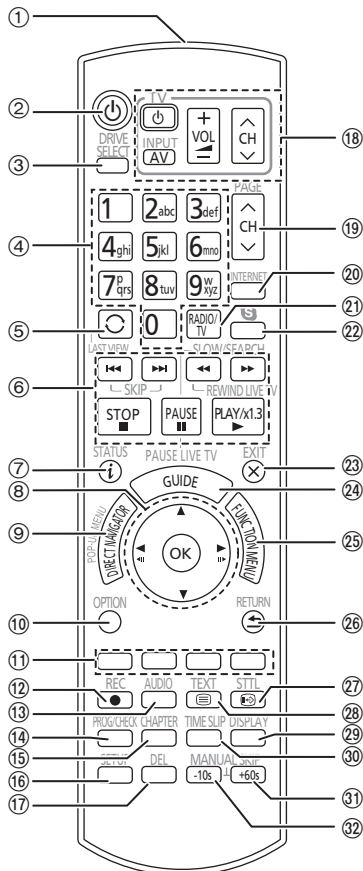 ①
② TV
DRIVE SELECT INPUT AV + VOL − CH ⑱
③
PAGE
④ 1 2abc 3def CH ⑲
4ghi 5jkl 6mno
7pqrs 8tuv 9wxyz INTERNET ⑳
⑤ 0 RADIO/TV ㉑
㉒
LAST VIEW SLOW/SEARCH
⑥ SKIP REWIND LIVE TV
STOP PAUSE PLAY/x1.3
STATUS PAUSE LIVE TV EXIT
⑦ i ㉓
⑧ GUIDE ㉔
⑨ POP-UP MENU DIRECT NAVIGATOR OK FUNCTION MENU ㉕
OPTION RETURN
⑩ ㉖
⑪
⑫ REC AUDIO TEXT STTL ㉗
⑬ ㉘
⑭ PROG/CHECK CHAPTER TIME SLIP DISPLAY ㉙
⑮ ㉚
⑯ SETUP DEL MANUAL SKIP
-10s +60s ㉛
⑰ ㉜